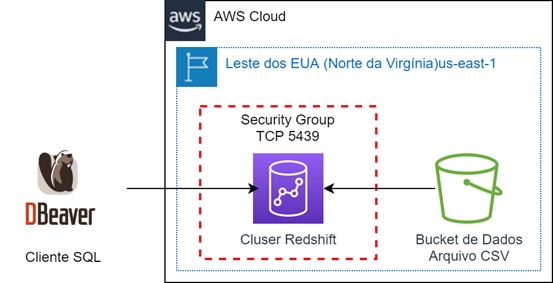 aws
AWS Cloud
Leste dos EUA (Norte da Virgínia)us-east-1
Security Group
TCP 5439
DBeaver
Cliente SQL
Cluser Redshift
Bucket de Dados
Arquivo CSV